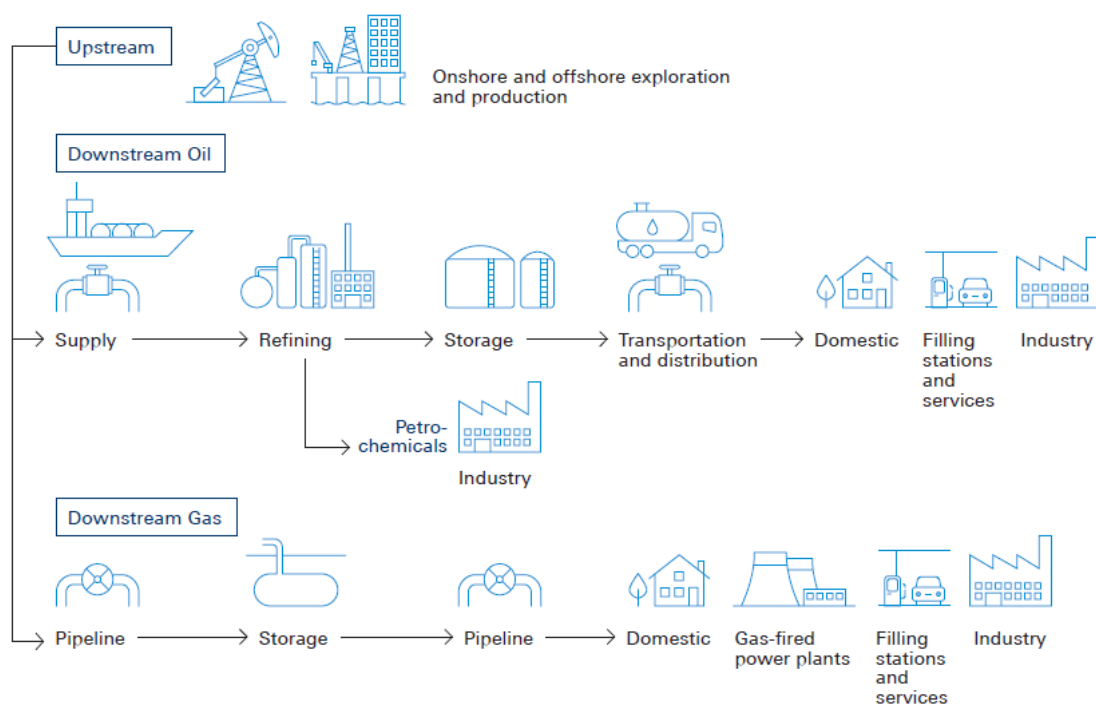 Upstream
Onshore and offshore exploration
and production
Downstream Oil
Supply
Refining
Storage
Transportation
and distribution
Domestic
Filling
stations
and
services
Industry
Petro-
chemicals
Industry
Downstream Gas
Pipeline
Storage
Pipeline
Domestic
Gas-fired
power plants
Filling
stations
and
services
Industry